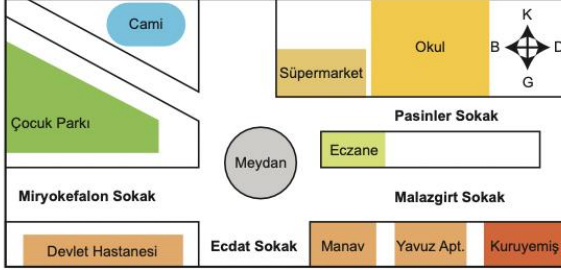 Cami
K
B
D
G
Okul
Süpermarket
Pasinler Sokak
Çocuk Parkı
Eczane
Meydan
Miryokefalon Sokak
Malazgirt Sokak
Devlet Hastanesi
Ecdat Sokak
Manav
Yavuz Apt.
Kuruyemiş